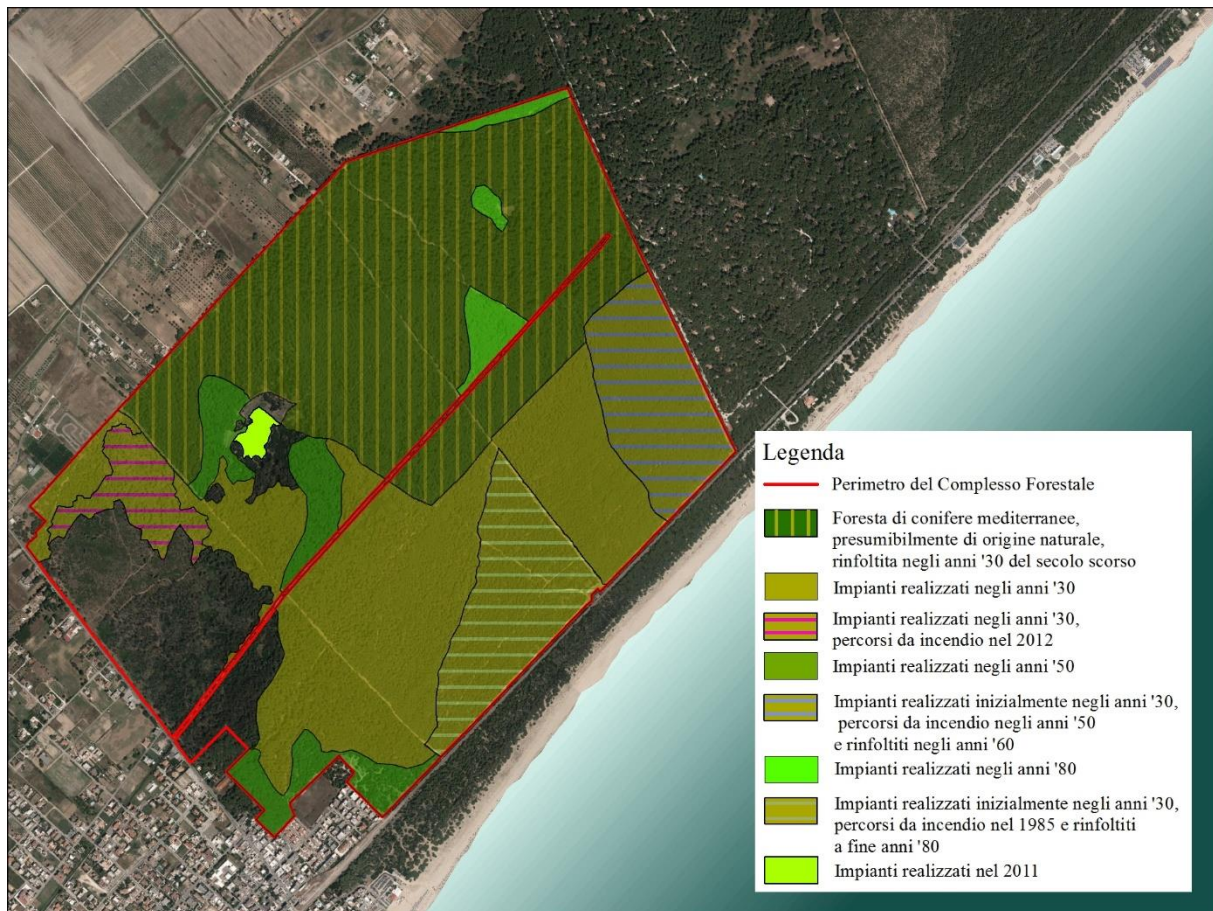 Legenda
Perimetro del Complesso Forestale
Foresta di conifere mediterranee,
presumibilmente di origine naturale,
rinfoltita negli anni '30 del secolo scorso
Impianti realizzati negli anni '30
Impianti realizzati negli anni '30,
percorsi da incendio nel 2012
Impianti realizzati negli anni '50
Impianti realizzati inizialmente negli anni '30,
percorsi da incendio negli anni '50
e rinfoltiti negli anni '60
Impianti realizzati negli anni '80
Impianti realizzati inizialmente negli anni '30,
percorsi da incendio nel 1985 e rinfoltiti
a fine anni '80
Impianti realizzati nel 2011